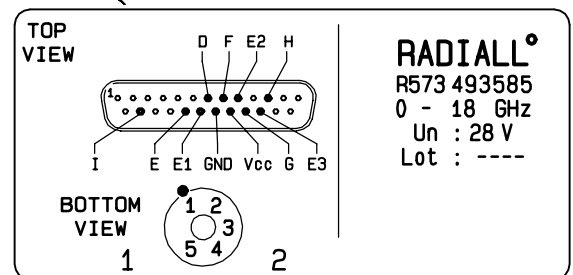 TOP
VIEW
D F E2 H
1
I E E1 GND Vcc G E3
BOTTOM
VIEW
1 2
3
5 4
1 2
RADIALL°
R573 493585
0 - 18 GHz
Un : 28 V
Lot : ----